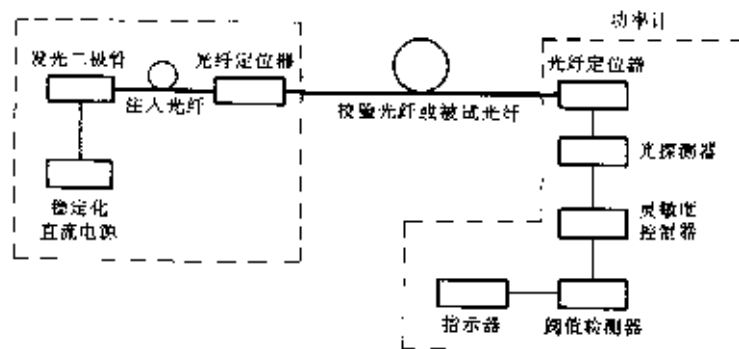 功率计
发光二极管
光纤定位器
光纤定位器
注入光纤
校验光纤或被试光纤
光探测器
稳定化
直流电源
灵敏度
控制器
指示器
阈值检测器